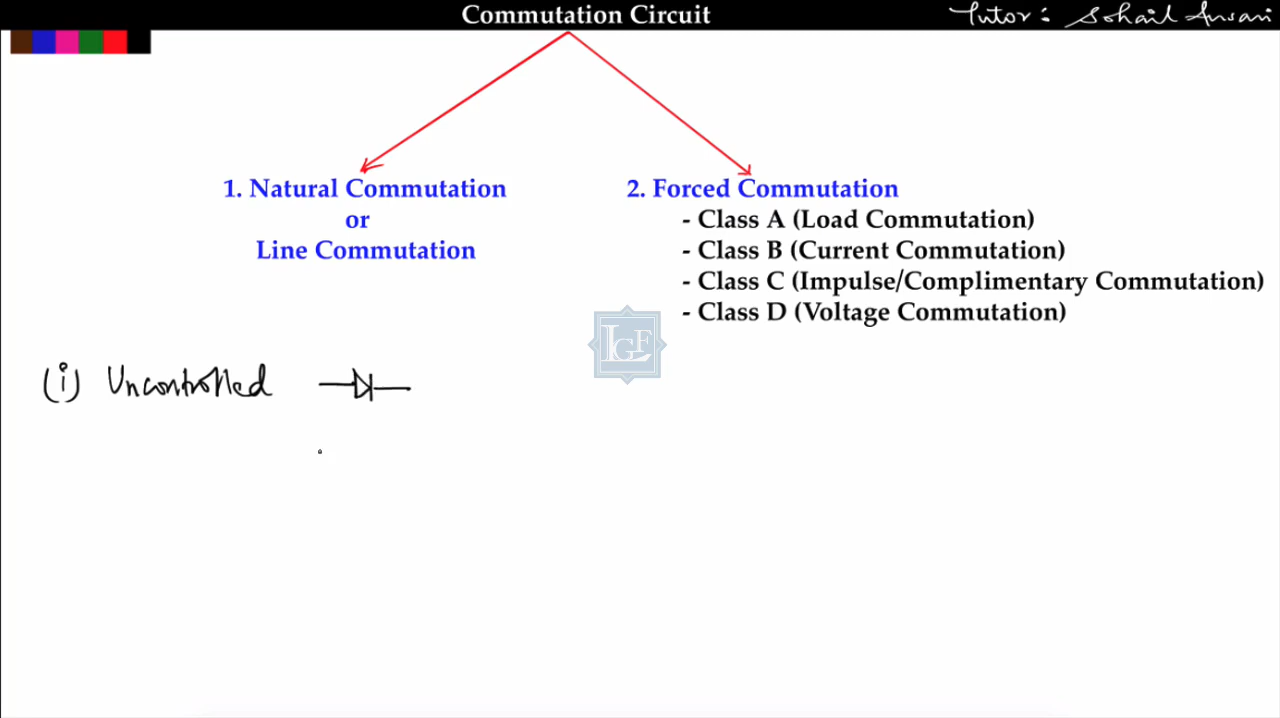 Commutation Circuit
Tutor: Sohail Ansari
1. Natural Commutation
or
Line Commutation
2. Forced Commutation
- Class A (Load Commutation)
- Class B (Current Commutation)
- Class C (Impulse/Complimentary Commutation)
- Class D (Voltage Commutation)
LGF
(i) Uncontrolled